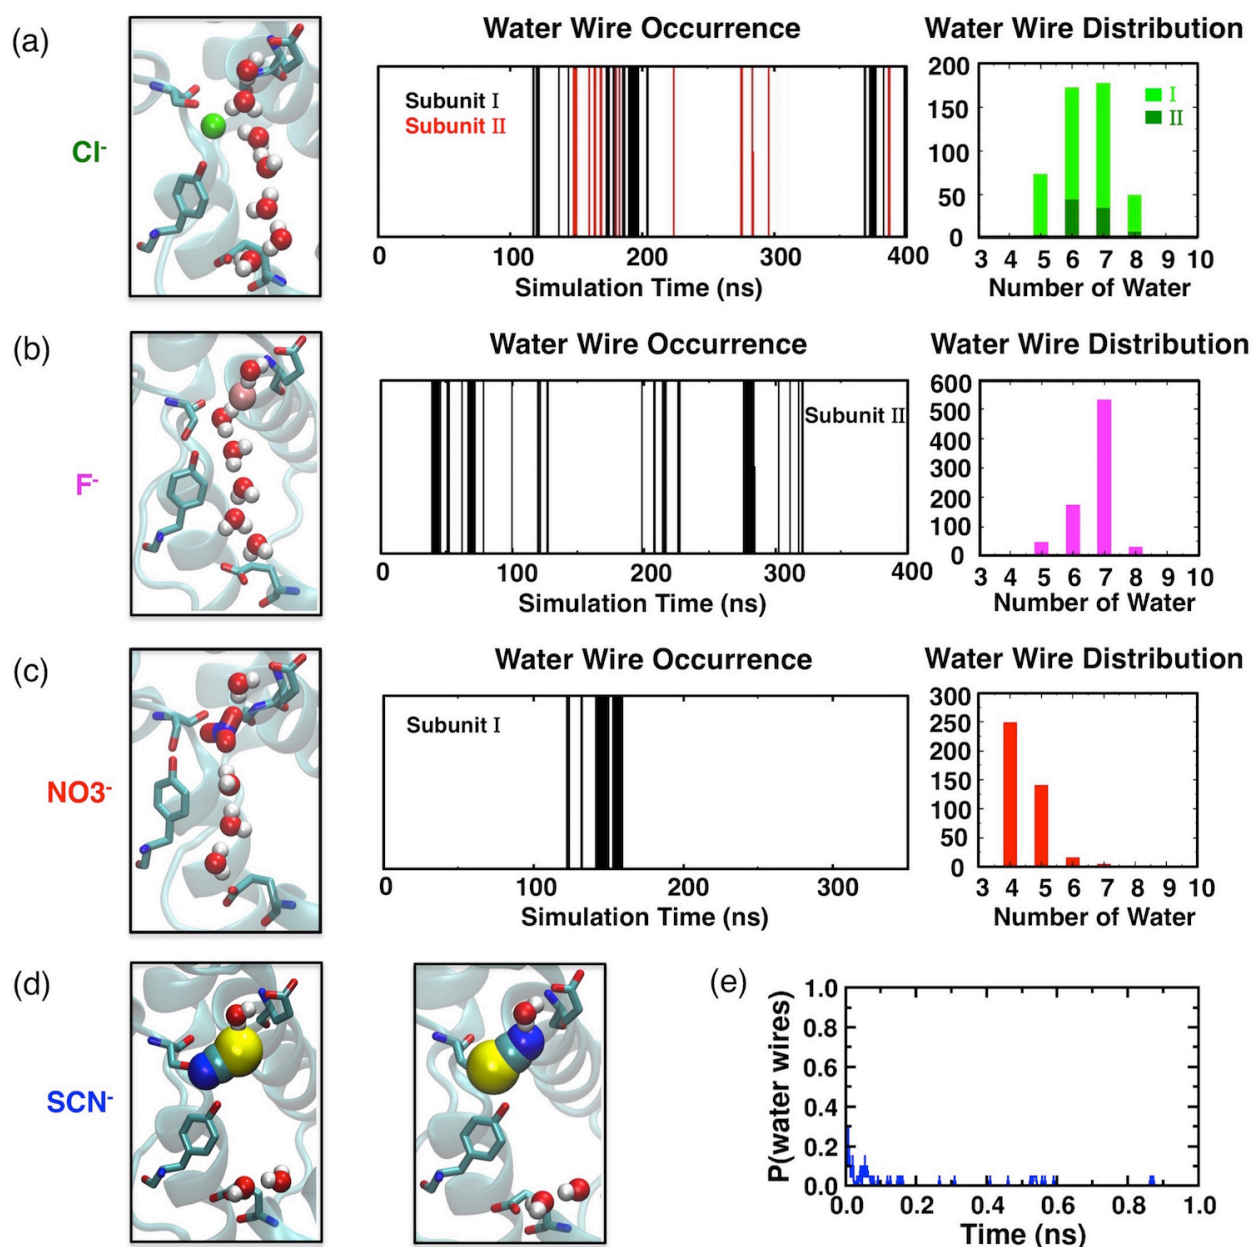 (a)
Cl-
Water Wire Occurrence
Subunit I
Subunit II
0 100 200 300 400
Simulation Time (ns)
Water Wire Distribution
200
150
100
50
0
I
II
3 4 5 6 7 8 9 10
Number of Water
(b)
F-
Water Wire Occurrence
Subunit II
0 100 200 300 400
Simulation Time (ns)
Water Wire Distribution
600
500
400
300
200
100
0
3 4 5 6 7 8 9 10
Number of Water
(c)
NO3-
Water Wire Occurrence
Subunit I
0 100 200 300
Simulation Time (ns)
Water Wire Distribution
300
250
200
150
100
50
0
3 4 5 6 7 8 9 10
Number of Water
(d)
SCN-
(e)
P(water wires)
1.0
0.8
0.6
0.4
0.2
0.0
0.0 0.2 0.4 0.6 0.8 1.0
Time (ns)